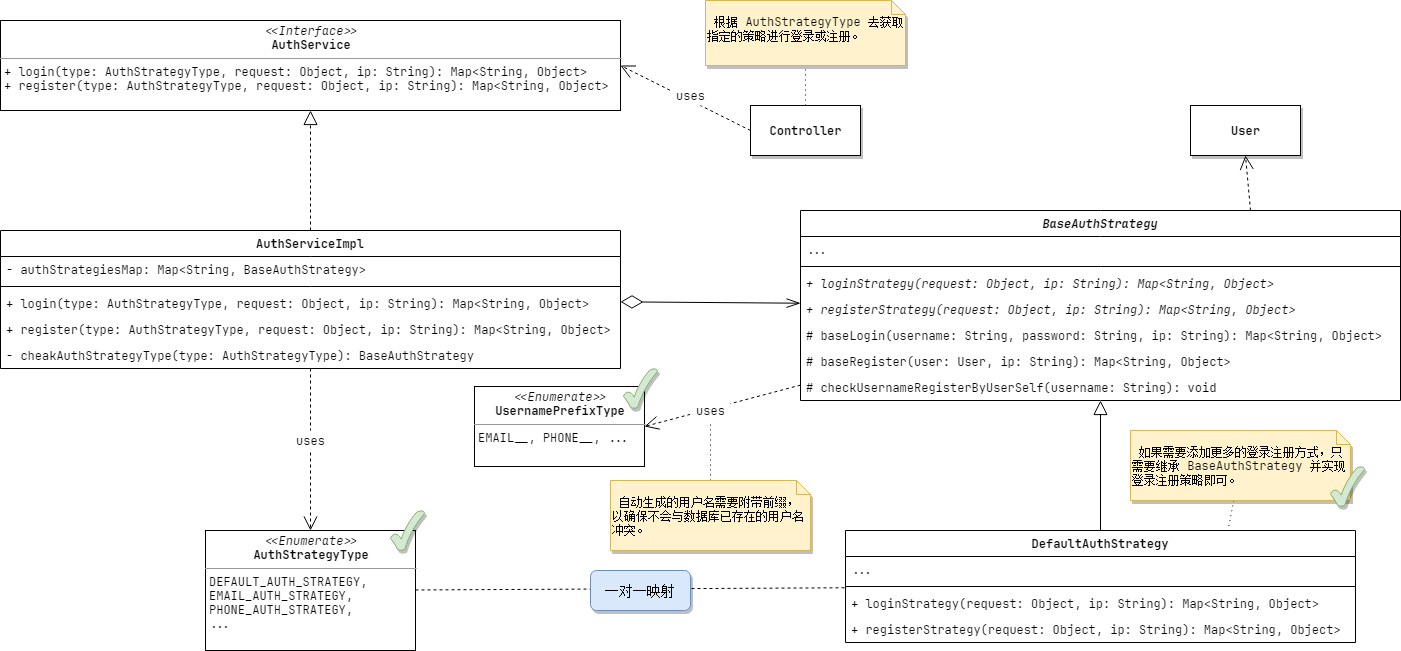 <<Interface>>
AuthService
+ login(type: AuthStrategyType, request: Object, ip: String): Map<String, Object>
+ register(type: AuthStrategyType, request: Object, ip: String): Map<String, Object>
根据 AuthStrategyType 去获取
指定的策略进行登录或注册。
uses
Controller
User
AuthServiceImpl
- authStrategiesMap: Map<String, BaseAuthStrategy>
+ login(type: AuthStrategyType, request: Object, ip: String): Map<String, Object>
+ register(type: AuthStrategyType, request: Object, ip: String): Map<String, Object>
- cheakAuthStrategyType(type: AuthStrategyType): BaseAuthStrategy
BaseAuthStrategy
...
+ loginStrategy(request: Object, ip: String): Map<String, Object>
+ registerStrategy(request: Object, ip: String): Map<String, Object>
# baseLogin(username: String, password: String, ip: String): Map<String, Object>
# baseRegister(user: User, ip: String): Map<String, Object>
# checkUsernameRegisterByUserSelf(username: String): void
<<Enumerate>>
UsernamePrefixType
EMAIL__, PHONE__, ...
uses
uses
自动生成的用户名需要附带前缀，
以确保不会与数据库已存在的用户名
冲突。
如果需要添加更多的登录注册方式，只
需要继承 BaseAuthStrategy 并实现
登录注册策略即可。
<<Enumerate>>
AuthStrategyType
DEFAULT_AUTH_STRATEGY,
EMAIL_AUTH_STRATEGY,
PHONE_AUTH_STRATEGY,
...
一对一映射
DefaultAuthStrategy
...
+ loginStrategy(request: Object, ip: String): Map<String, Object>
+ registerStrategy(request: Object, ip: String): Map<String, Object>